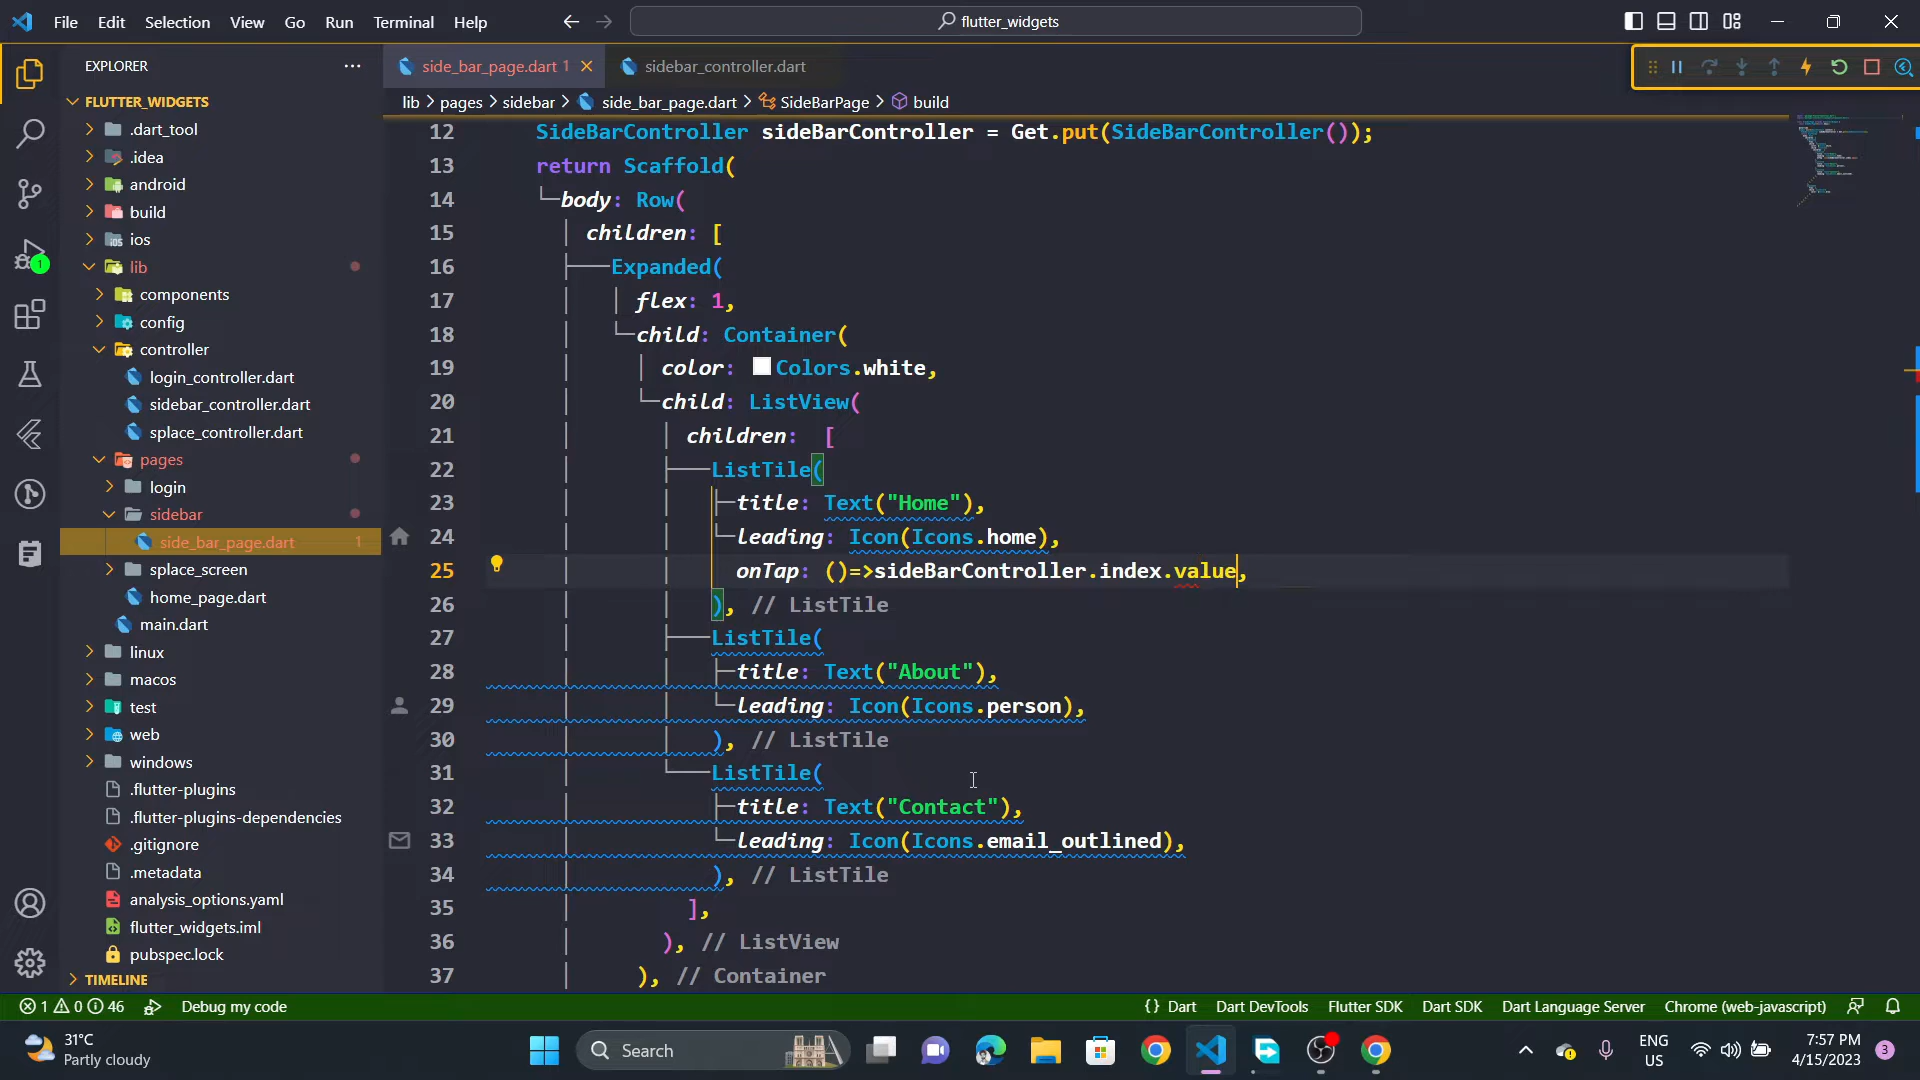 File Edit Selection View Go Run Terminal Help
flutter_widgets
EXPLORER
side_bar_page.dart 1
sidebar_controller.dart
lib > pages > sidebar > side_bar_page.dart > SideBarPage > build
FLUTTER_WIDGETS
.dart_tool
.idea
android
build
ios
lib
components
config
controller
login_controller.dart
sidebar_controller.dart
splace_controller.dart
pages
login
sidebar
side_bar_page.dart 1
splace_screen
home_page.dart
main.dart
linux
macos
test
web
windows
.flutter-plugins
.flutter-plugins-dependencies
.gitignore
.metadata
analysis_options.yaml
flutter_widgets.iml
pubspec.lock
TIMELINE
1
12 SideBarController sideBarController = Get.put(SideBarController());
13 return Scaffold(
14 body: Row(
15 children: [
16 Expanded(
17 flex: 1,
18 child: Container(
19 color: Colors.white,
20 child: ListView(
21 children: [
22 ListTile(
23 title: Text("Home"),
24 leading: Icon(Icons.home),
25 onTap: ()=>sideBarController.index.value,
26 ), // ListTile
27 ListTile(
28 title: Text("About"),
29 leading: Icon(Icons.person),
30 ), // ListTile
31 ListTile(
32 title: Text("Contact"),
33 leading: Icon(Icons.email_outlined),
34 ), // ListTile
35 ],
36 ), // ListView
37 ), // Container
1 0 46 Debug my code
{} Dart Dart DevTools Flutter SDK Dart SDK Dart Language Server Chrome (web-javascript)
31°C
Partly cloudy
Search
ENG
US
7:57 PM
4/15/2023
3